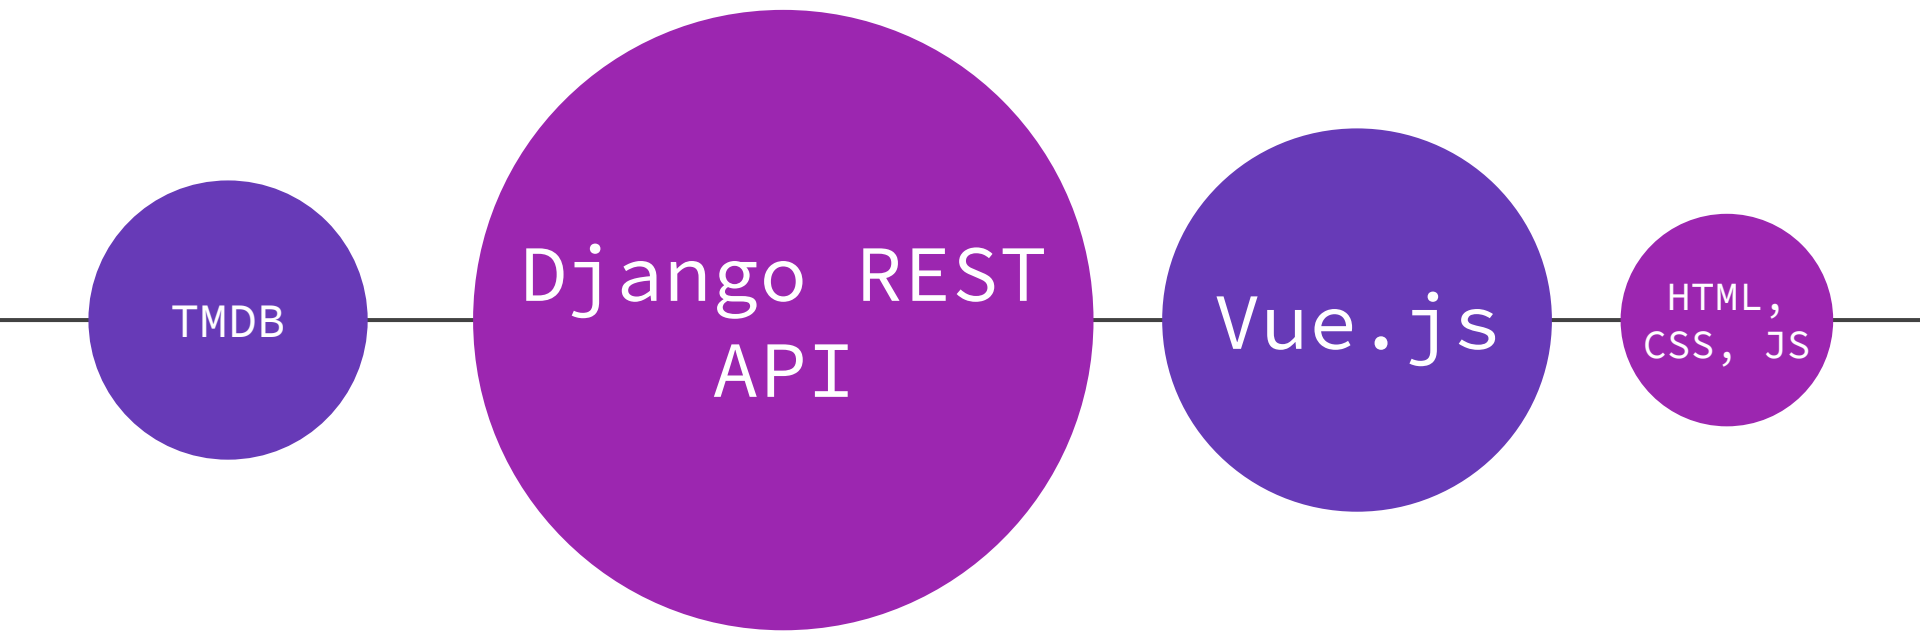 TMDB
Django REST
API
Vue.js
HTML,
CSS, JS